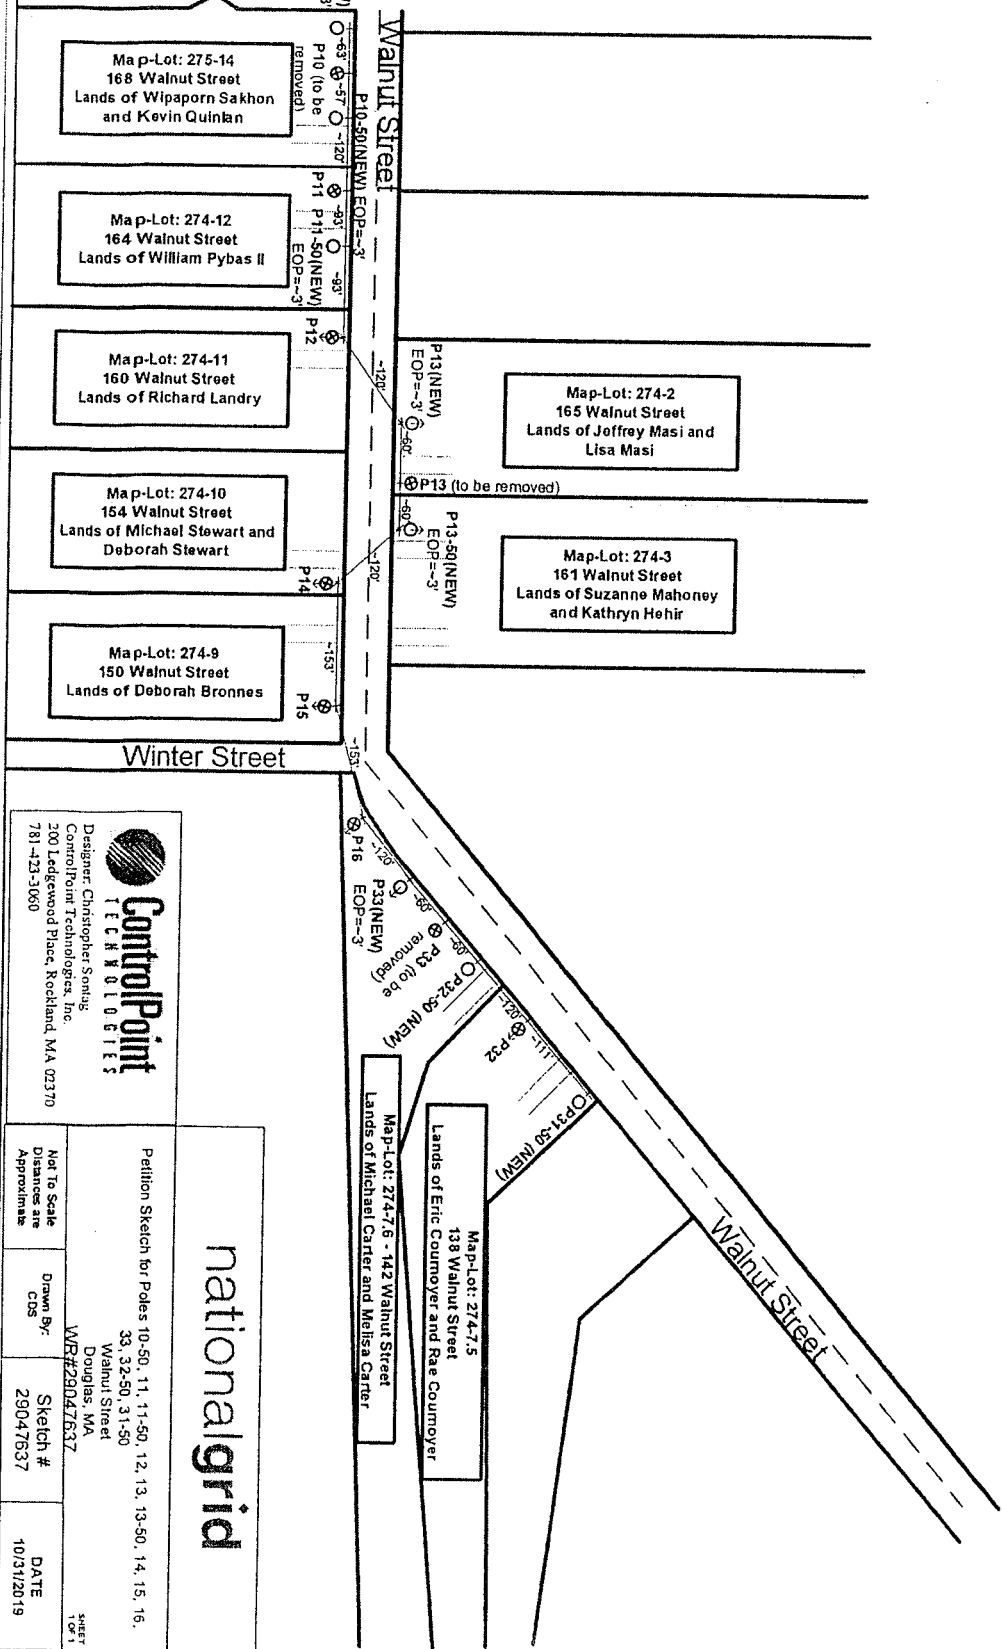 Walnut Street
~63'
P10 (to be
removed)
~57'
~120'
P10-50(NEW) EOP=~3'
P11
~93'
P11-50(NEW)
EOP=~3'
~93'
P12
~120'
P13(NEW)
EOP=~3'
~60'
P13 (to be removed)
~60'
P13-50(NEW)
EOP=~3'
~120'
P14
~153'
P15
~153'
Map-Lot: 275-14
168 Walnut Street
Lands of Wipaporn Sakhon
and Kevin Quinlan
Map-Lot: 274-12
164 Walnut Street
Lands of William Pybas II
Map-Lot: 274-11
160 Walnut Street
Lands of Richard Landry
Map-Lot: 274-10
154 Walnut Street
Lands of Michael Stewart and
Deborah Stewart
Map-Lot: 274-9
150 Walnut Street
Lands of Deborah Bronnes
Map-Lot: 274-2
165 Walnut Street
Lands of Joffrey Masi and
Lisa Masi
Map-Lot: 274-3
161 Walnut Street
Lands of Suzanne Mahoney
and Kathryn Hehir
Winter Street
P16
~120'
P33(NEW)
EOP=~3'
~60'
P33 (to be
removed)
~60'
P32-50 (NEW)
~120'
P32
~111'
P31-50 (NEW)
Map-Lot: 274-7.5
138 Walnut Street
Lands of Eric Cournoyer and Rae Cournoyer
Map-Lot: 274-7.6 - 142 Walnut Street
Lands of Michael Carter and Melisa Carter
Walnut Street
ControlPoint
TECHNOLOGIES
Designer: Christopher Sontag
ControlPoint Technologies, Inc.
200 Ledgewood Place, Rockland, MA 02370
781-423-3060
nationalgrid
Petition Sketch for Poles 10-50, 11, 11-50, 12, 13, 13-50, 14, 15, 16,
33, 32-50, 31-50
Walnut Street
Douglas, MA
WR#29047637
Not To Scale
Distances are
Approximate
Drawn By:
CDS
Sketch #
29047637
DATE
10/31/2019
SHEET
1 OF 1